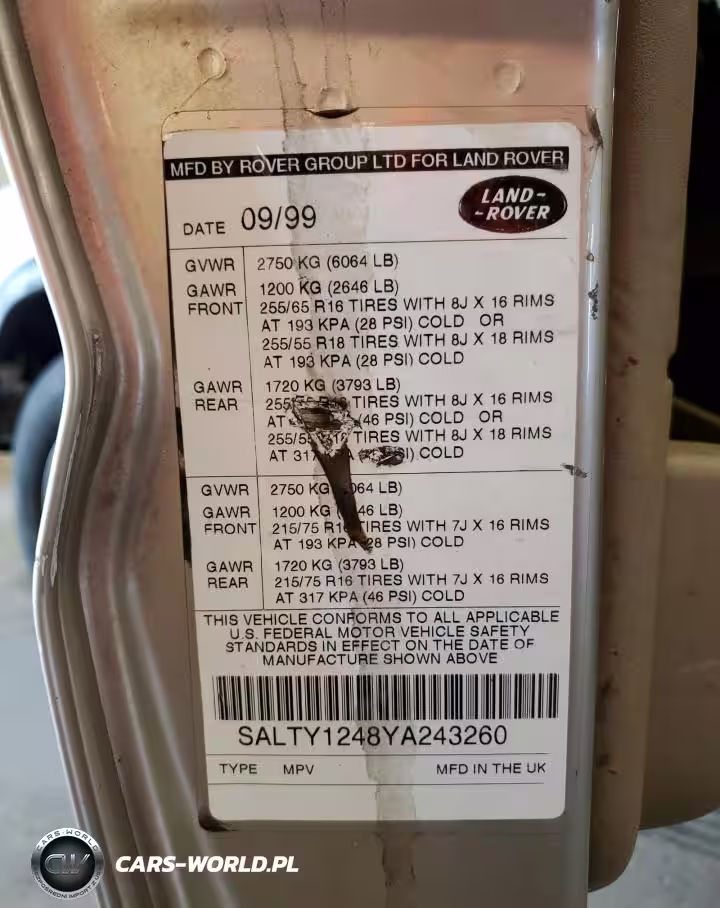 MFD BY ROVER GROUP LTD FOR LAND ROVER
LAND-
-ROVER
DATE 09/99
GVWR 2750 KG (6064 LB)
GAWR 1200 KG (2646 LB)
FRONT 255/65 R16 TIRES WITH 8J X 16 RIMS
AT 193 KPA (28 PSI) COLD OR
255/55 R18 TIRES WITH 8J X 18 RIMS
AT 193 KPA (28 PSI) COLD
GAWR 1720 KG (3793 LB)
REAR TIRES WITH 8J X 16 RIMS
AT (46 PSI) COLD OR
TIRES WITH 8J X 18 RIMS
AT COLD
GVWR 2750 KG
GAWR 1200 KG
FRONT 215/75 TIRES WITH 7J X 16 RIMS
AT 193 KPA (28 PSI) COLD
GAWR 1720 KG (3793 LB)
REAR 215/75 R16 TIRES WITH 7J X 16 RIMS
AT 317 KPA (46 PSI) COLD
THIS VEHICLE CONFORMS TO ALL APPLICABLE
U.S. FEDERAL MOTOR VEHICLE SAFETY
STANDARDS IN EFFECT ON THE DATE OF
MANUFACTURE SHOWN ABOVE
SALTY1248YA243260
TYPE MPV MFD IN THE UK
CARS-WORLD
CW
CARS-WORLD.PL